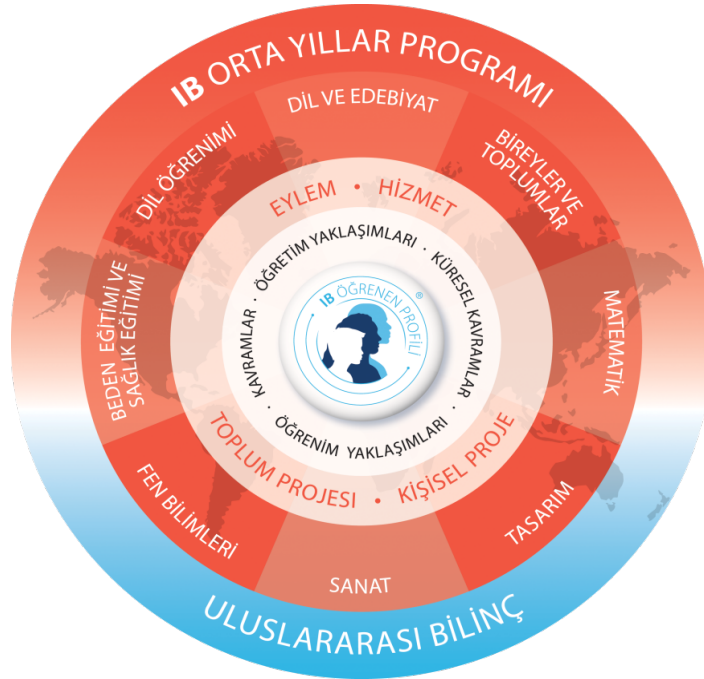 IB ORTA YILLAR PROGRAMI
DİL VE EDEBİYAT
BİREYLER VE
TOPLUMLAR
MATEMATİK
TASARIM
SANAT
FEN BİLİMLERİ
BEDEN EĞİTİMİ VE
SAĞLIK EĞİTİMİ
DİL ÖĞRENİMİ
EYLEM • HİZMET
TOPLUM PROJESI • KİŞİSEL PROJE
ÖĞRETİM YAKLAŞIMLARI · KÜRESEL KAVRAMLAR ·
ÖĞRENİM YAKLAŞIMLARI · KAVRAMLAR ·
IB ÖĞRENEN PROFİLİ ®
ULUSLARARASI BİLİNÇ